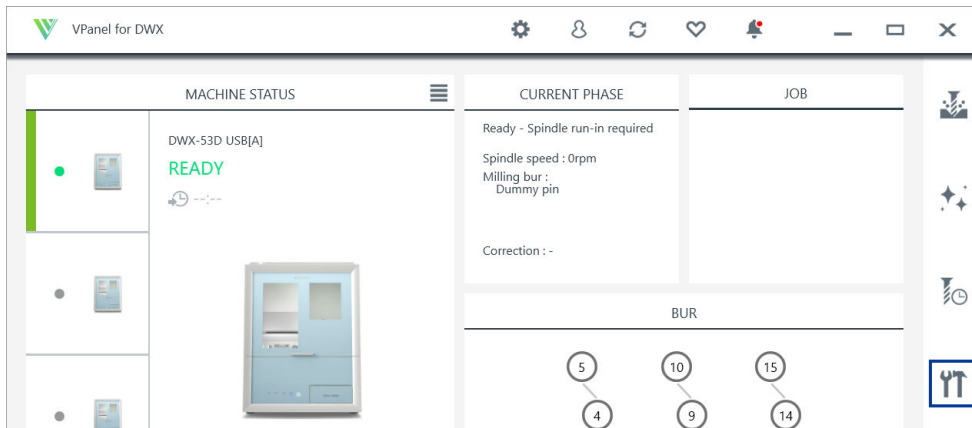 VPanel for DWX
MACHINE STATUS
DWX-53D USB[A]
READY
--:--
CURRENT PHASE
Ready - Spindle run-in required
Spindle speed : 0rpm
Milling bur :
Dummy pin
Correction : -
JOB
BUR
5 10 15
4 9 14